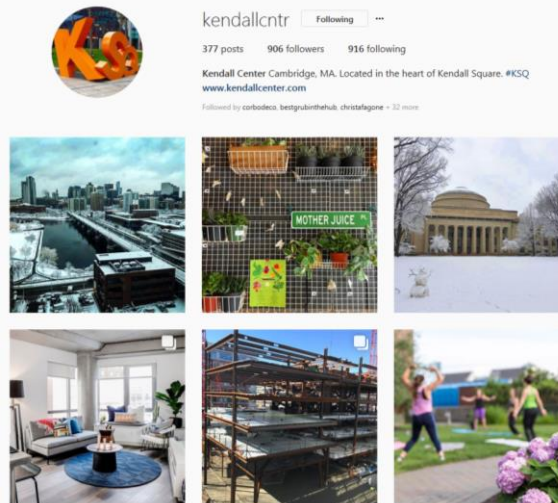 kendallcntr Following ...
377 posts 906 followers 916 following
Kendall Center Cambridge, MA. Located in the heart of Kendall Square. #KSQ
www.kendallcenter.com
Followed by corbodeco, bestgrubinthehub, christafagone + 32 more
KSQ
MOTHER JUICE PL